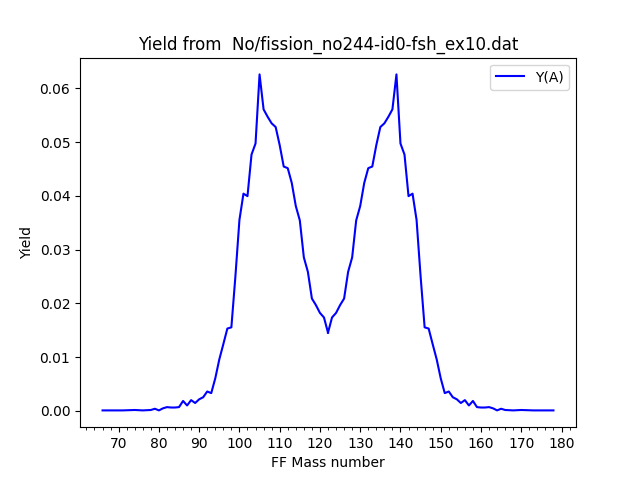 Yield from  No/fission_no244-id0-fsh_ex10.dat
Y(A)
0.06
0.05
0.04
0.03
0.02
0.01
0.00
Yield
70 80 90 100 110 120 130 140 150 160 170 180
FF Mass number